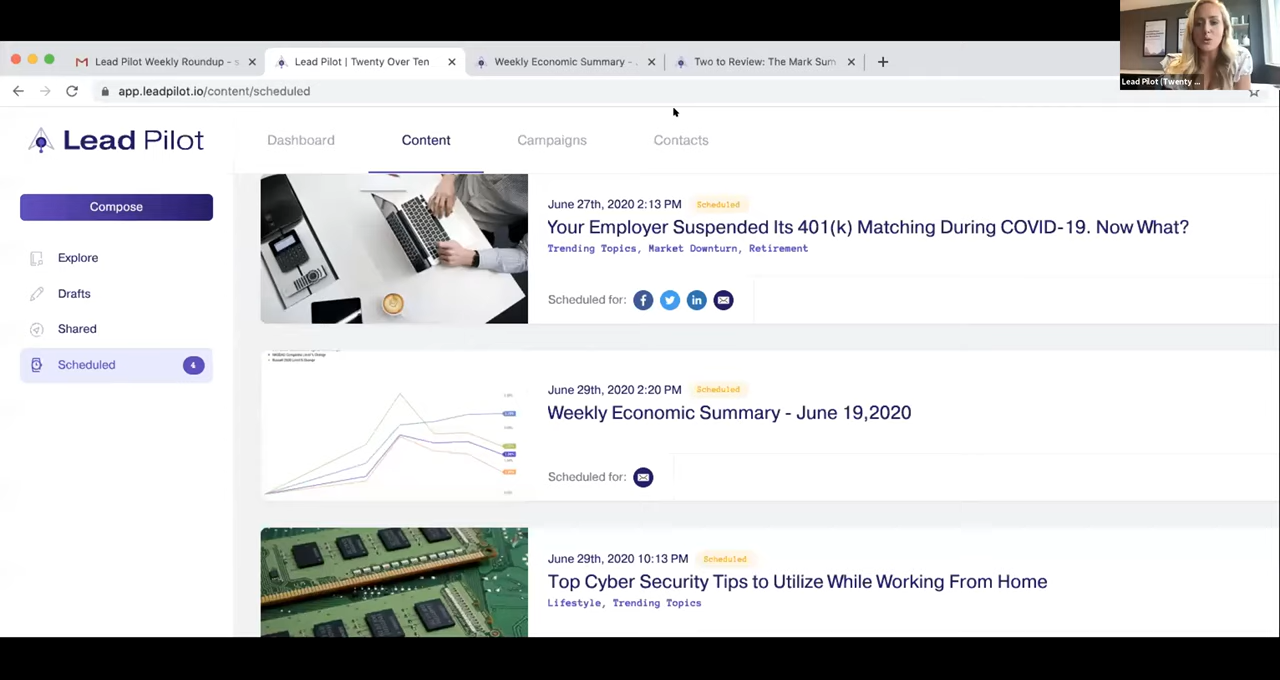 Lead Pilot Weekly Roundup - s
Lead Pilot | Twenty Over Ten
Weekly Economic Summary -
Two to Review: The Mark Sum
Lead Pilot (Twenty ...
app.leadpilot.io/content/scheduled
Lead Pilot
Dashboard
Content
Campaigns
Contacts
Compose
Explore
Drafts
Shared
Scheduled
4
June 27th, 2020 2:13 PM Scheduled
Your Employer Suspended Its 401(k) Matching During COVID-19. Now What?
Trending Topics, Market Downturn, Retirement
Scheduled for:
June 29th, 2020 2:20 PM Scheduled
Weekly Economic Summary - June 19,2020
Scheduled for:
June 29th, 2020 10:13 PM Scheduled
Top Cyber Security Tips to Utilize While Working From Home
Lifestyle, Trending Topics